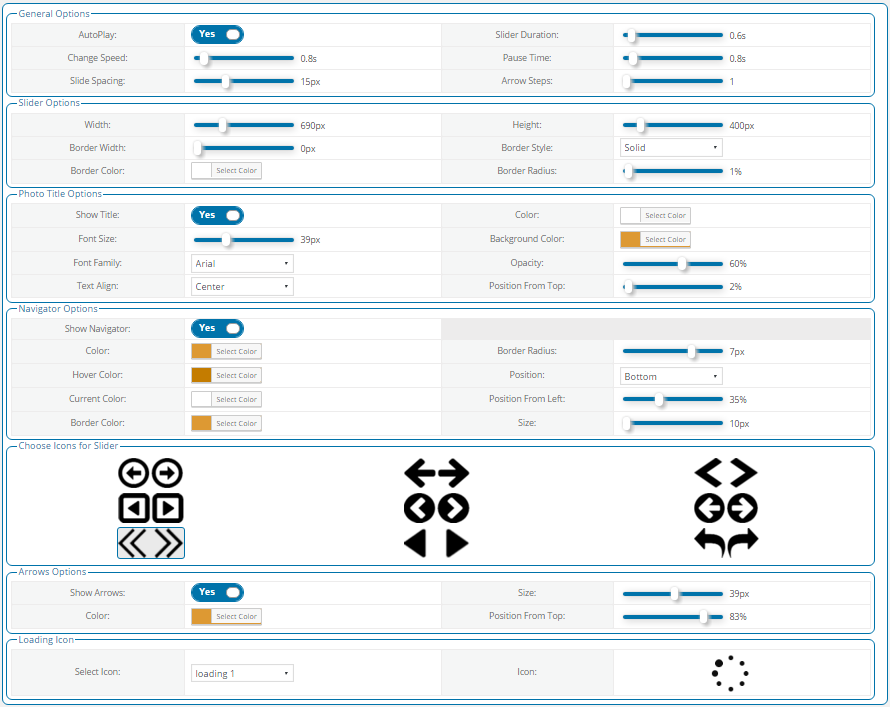 General Options
AutoPlay: Yes Slider Duration: 0.6s
Change Speed: 0.8s Pause Time: 0.8s
Slide Spacing: 15px Arrow Steps: 1
Slider Options
Width: 690px Height: 400px
Border Width: 0px Border Style: Solid
Border Color: Select Color Border Radius: 1%
Photo Title Options
Show Title: Yes Color: Select Color
Font Size: 39px Background Color: Select Color
Font Family: Arial Opacity: 60%
Text Align: Center Position From Top: 2%
Navigator Options
Show Navigator: Yes
Color: Select Color Border Radius: 7px
Hover Color: Select Color Position: Bottom
Current Color: Select Color Position From Left: 35%
Border Color: Select Color Size: 10px
Choose Icons for Slider
Arrows Options
Show Arrows: Yes Size: 39px
Color: Select Color Position From Top: 83%
Loading Icon
Select Icon: loading 1 Icon: